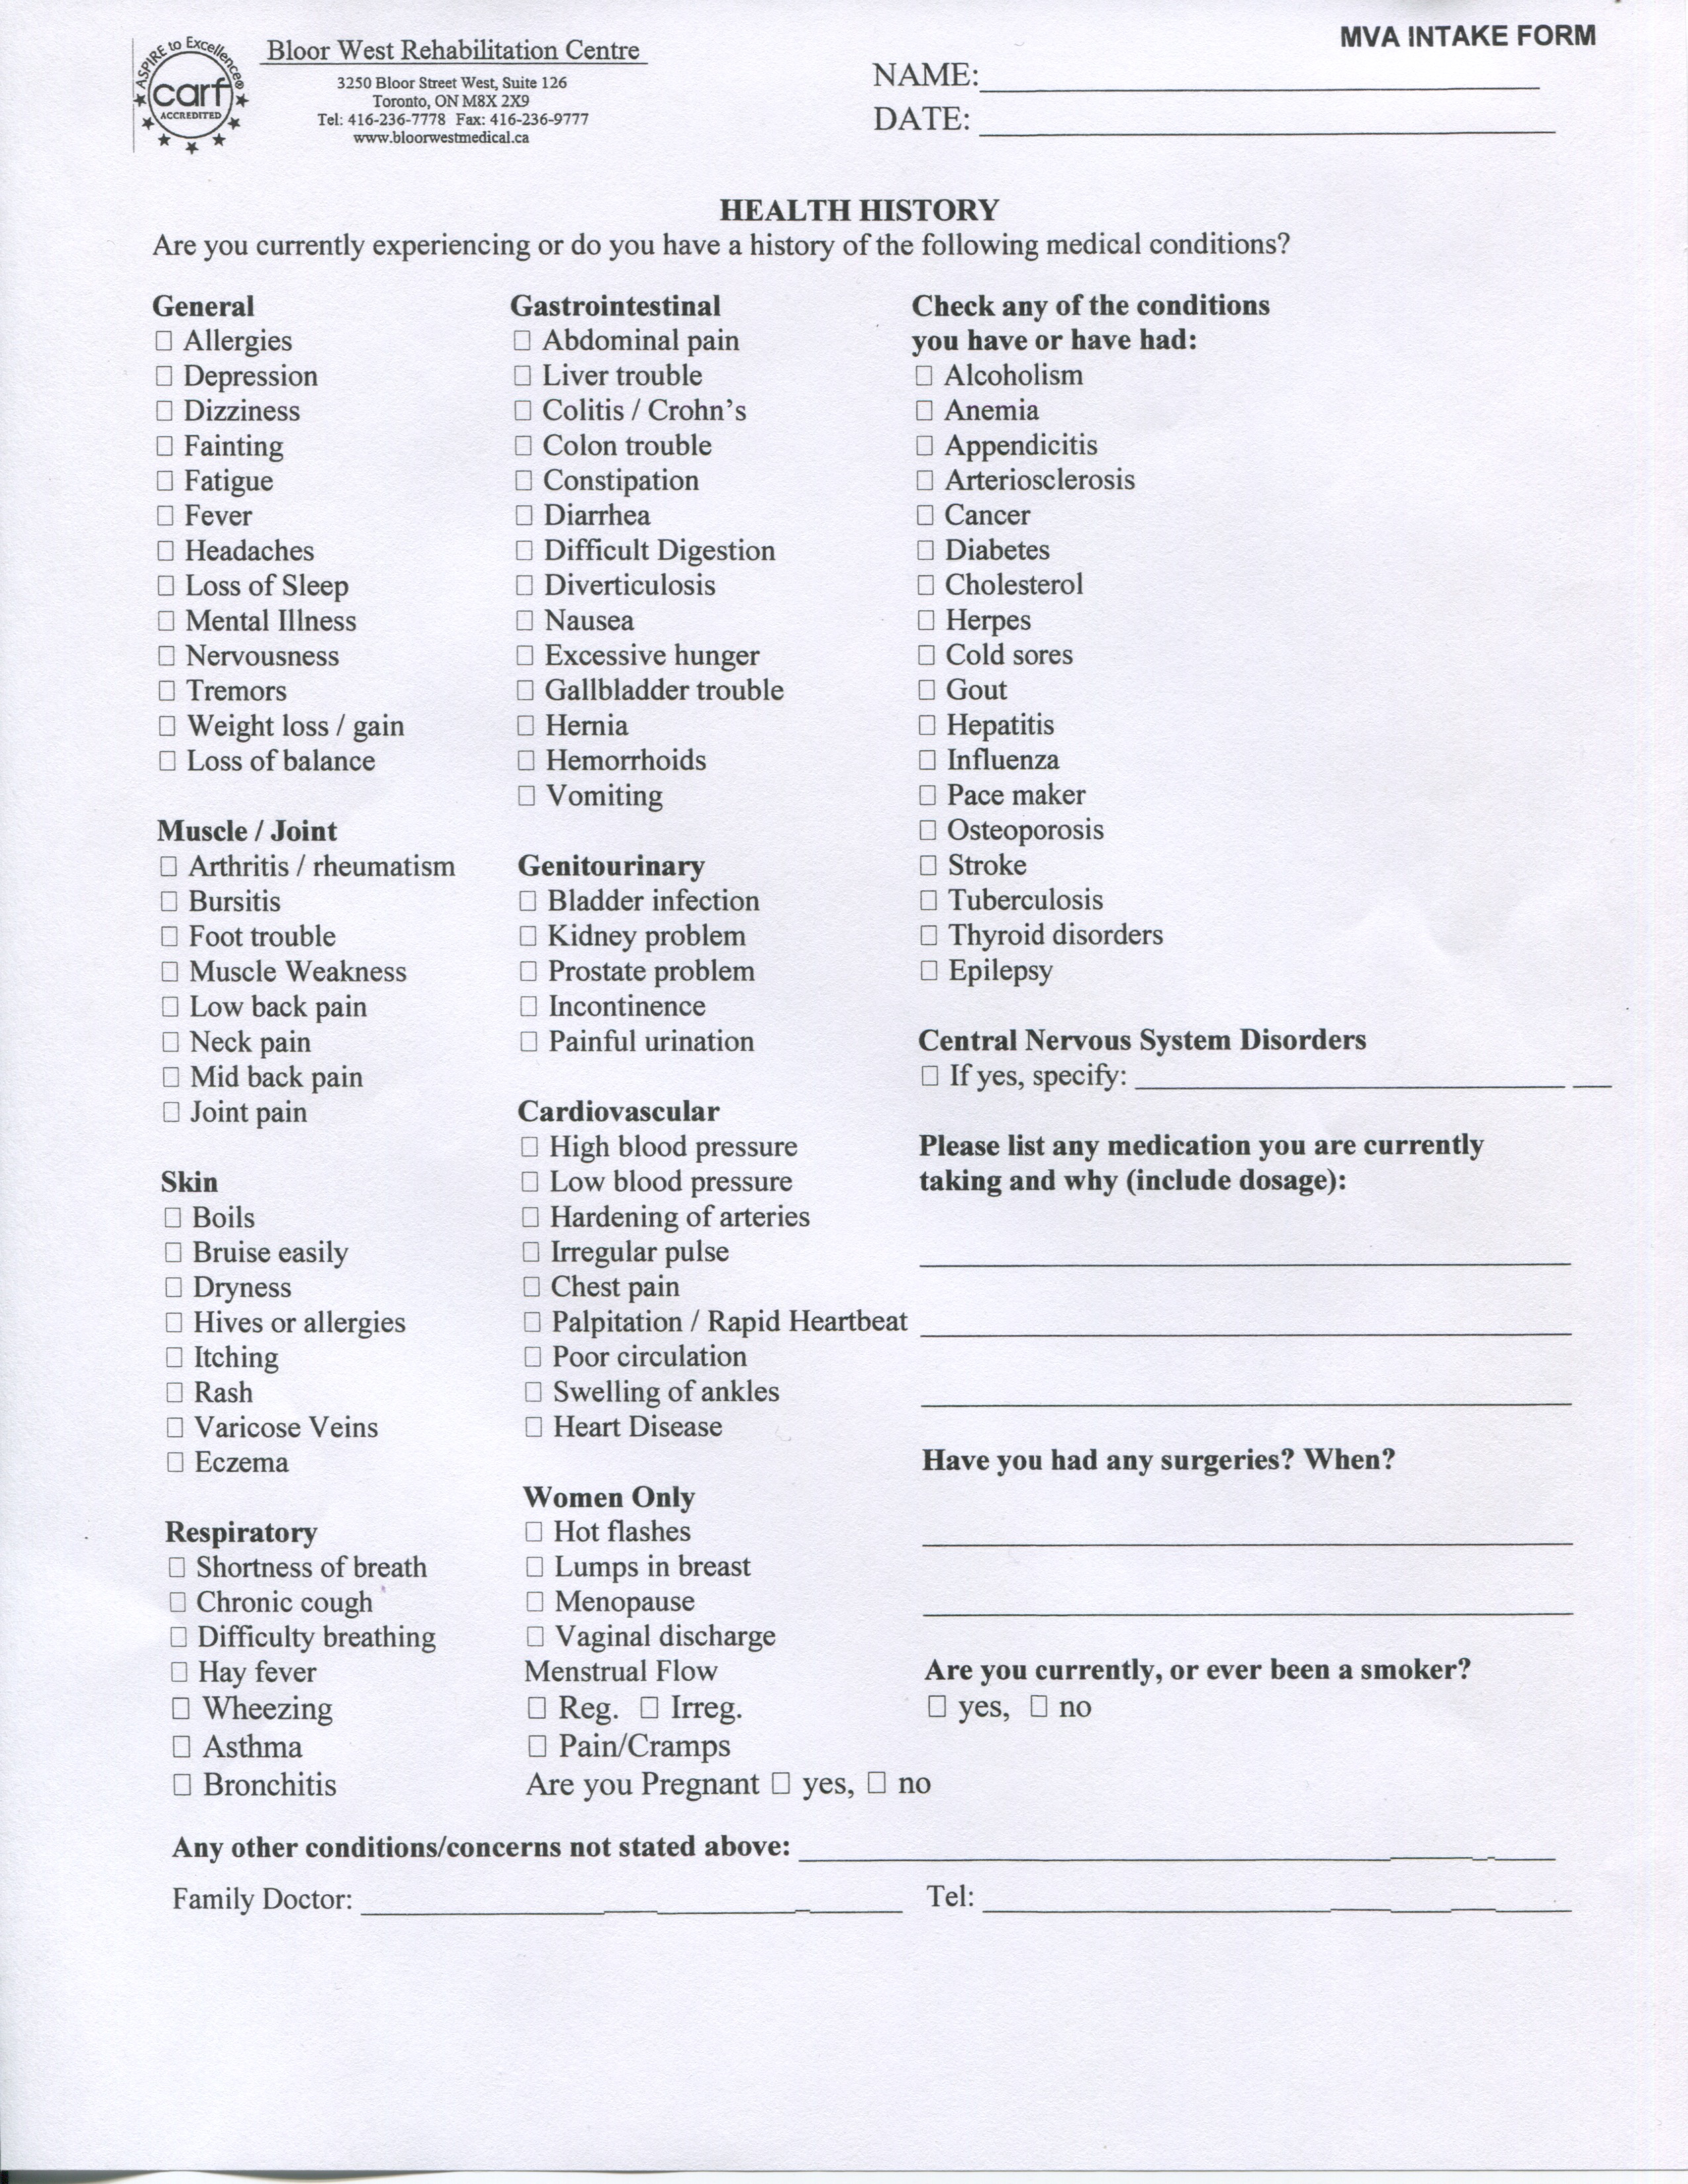 MVA INTAKE FORM
ASPIRE to Excellence®
carf
ACCREDITED
Bloor West Rehabilitation Centre
3250 Bloor Street West, Suite 126
Toronto, ON M8X 2X9
Tel: 416-236-7778 Fax: 416-236-9777
www.bloorwestmedical.ca
NAME:
DATE:
HEALTH HISTORY
Are you currently experiencing or do you have a history of the following medical conditions?
General
☐ Allergies
☐ Depression
☐ Dizziness
☐ Fainting
☐ Fatigue
☐ Fever
☐ Headaches
☐ Loss of Sleep
☐ Mental Illness
☐ Nervousness
☐ Tremors
☐ Weight loss / gain
☐ Loss of balance
Muscle / Joint
☐ Arthritis / rheumatism
☐ Bursitis
☐ Foot trouble
☐ Muscle Weakness
☐ Low back pain
☐ Neck pain
☐ Mid back pain
☐ Joint pain
Skin
☐ Boils
☐ Bruise easily
☐ Dryness
☐ Hives or allergies
☐ Itching
☐ Rash
☐ Varicose Veins
☐ Eczema
Respiratory
☐ Shortness of breath
☐ Chronic cough
☐ Difficulty breathing
☐ Hay fever
☐ Wheezing
☐ Asthma
☐ Bronchitis
Gastrointestinal
☐ Abdominal pain
☐ Liver trouble
☐ Colitis / Crohn's
☐ Colon trouble
☐ Constipation
☐ Diarrhea
☐ Difficult Digestion
☐ Diverticulosis
☐ Nausea
☐ Excessive hunger
☐ Gallbladder trouble
☐ Hernia
☐ Hemorrhoids
☐ Vomiting
Genitourinary
☐ Bladder infection
☐ Kidney problem
☐ Prostate problem
☐ Incontinence
☐ Painful urination
Cardiovascular
☐ High blood pressure
☐ Low blood pressure
☐ Hardening of arteries
☐ Irregular pulse
☐ Chest pain
☐ Palpitation / Rapid Heartbeat
☐ Poor circulation
☐ Swelling of ankles
☐ Heart Disease
Women Only
☐ Hot flashes
☐ Lumps in breast
☐ Menopause
☐ Vaginal discharge
Menstrual Flow
☐ Reg. ☐ Irreg.
☐ Pain/Cramps
Are you Pregnant ☐ yes, ☐ no
Check any of the conditions
you have or have had:
☐ Alcoholism
☐ Anemia
☐ Appendicitis
☐ Arteriosclerosis
☐ Cancer
☐ Diabetes
☐ Cholesterol
☐ Herpes
☐ Cold sores
☐ Gout
☐ Hepatitis
☐ Influenza
☐ Pace maker
☐ Osteoporosis
☐ Stroke
☐ Tuberculosis
☐ Thyroid disorders
☐ Epilepsy
Central Nervous System Disorders
☐ If yes, specify:
Please list any medication you are currently
taking and why (include dosage):
Have you had any surgeries? When?
Are you currently, or ever been a smoker?
☐ yes, ☐ no
Any other conditions/concerns not stated above:
Family Doctor:
Tel: